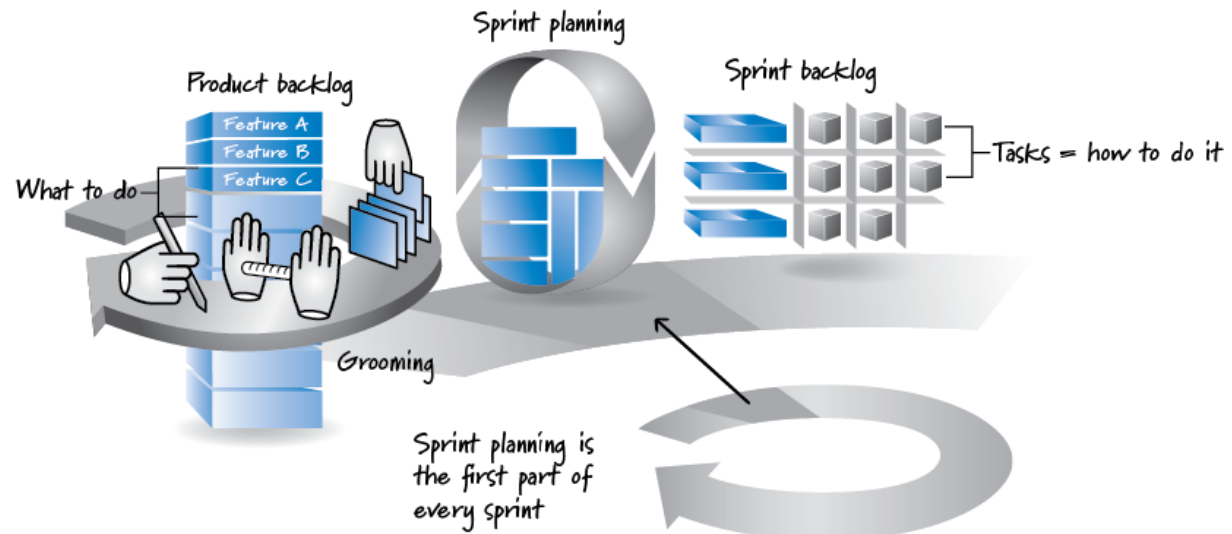 Sprint planning
Product backlog
Sprint backlog
Feature A
Feature B
Feature C
What to do
Tasks = how to do it
Grooming
Sprint planning is
the first part of
every sprint